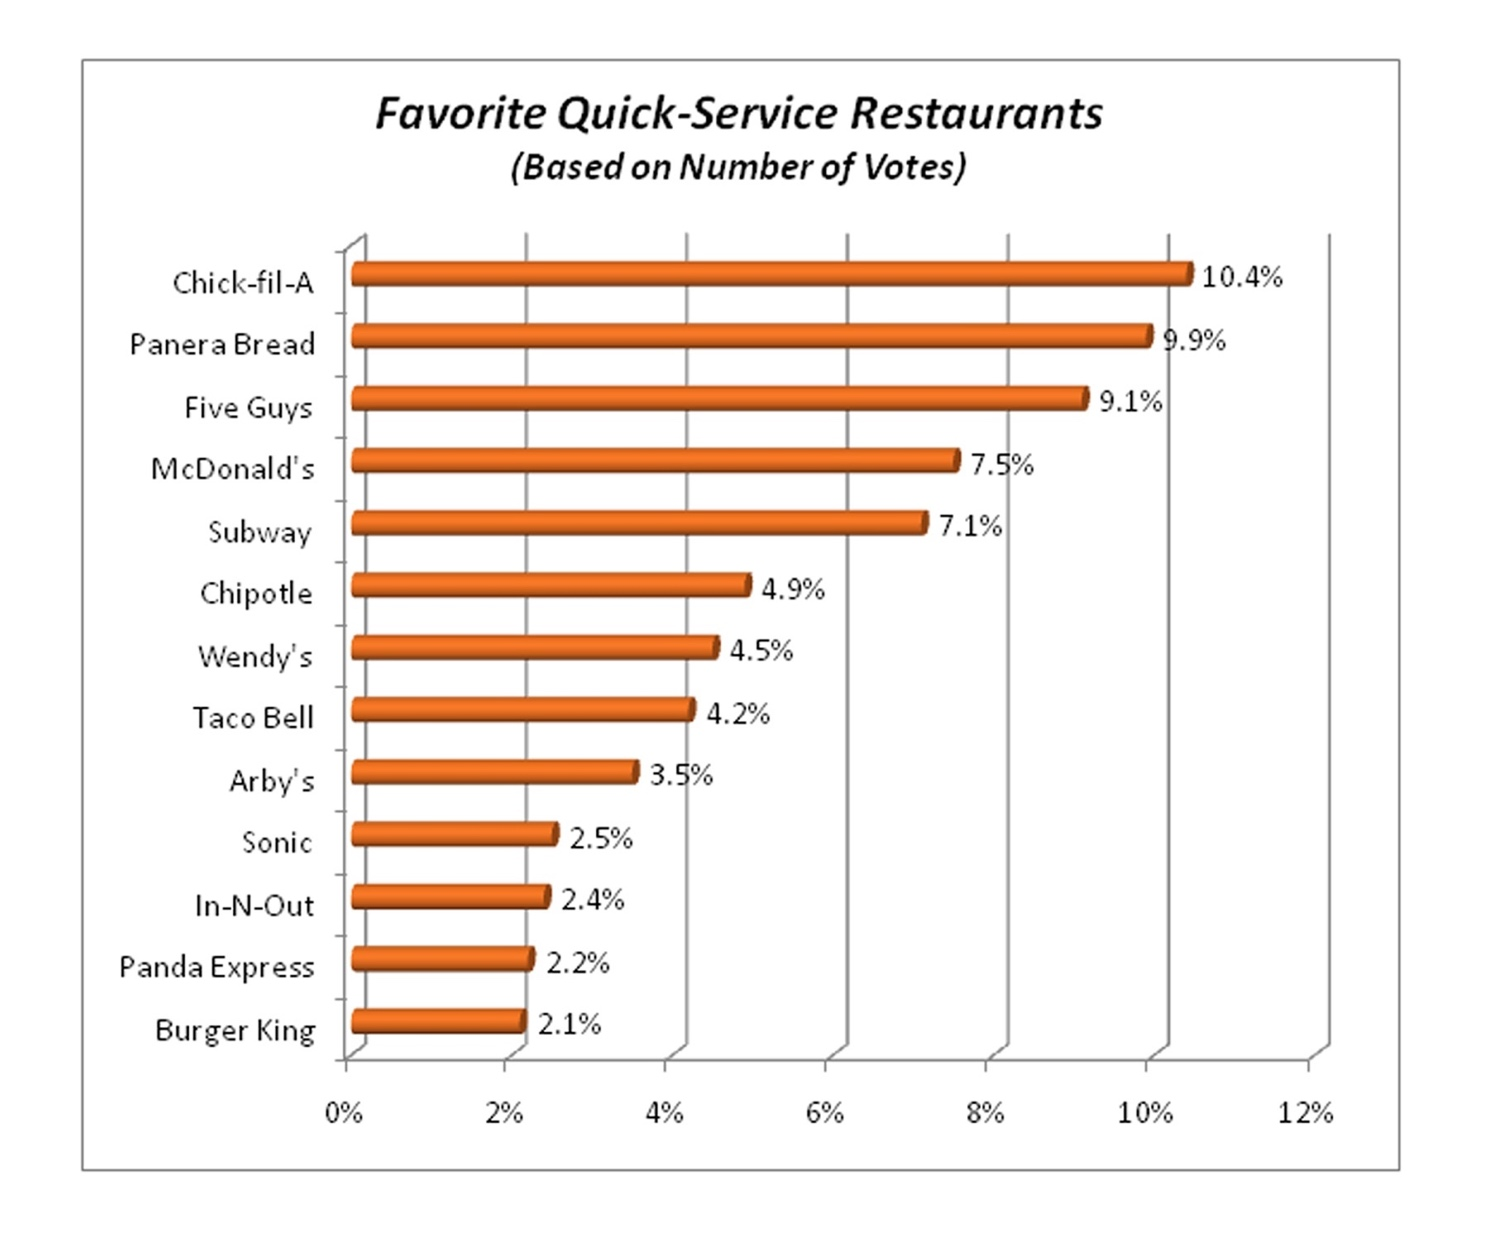 Favorite Quick-Service Restaurants
(Based on Number of Votes)
Chick-fil-A 10.4%
Panera Bread 9.9%
Five Guys 9.1%
McDonald's 7.5%
Subway 7.1%
Chipotle 4.9%
Wendy's 4.5%
Taco Bell 4.2%
Arby's 3.5%
Sonic 2.5%
In-N-Out 2.4%
Panda Express 2.2%
Burger King 2.1%
0% 2% 4% 6% 8% 10% 12%